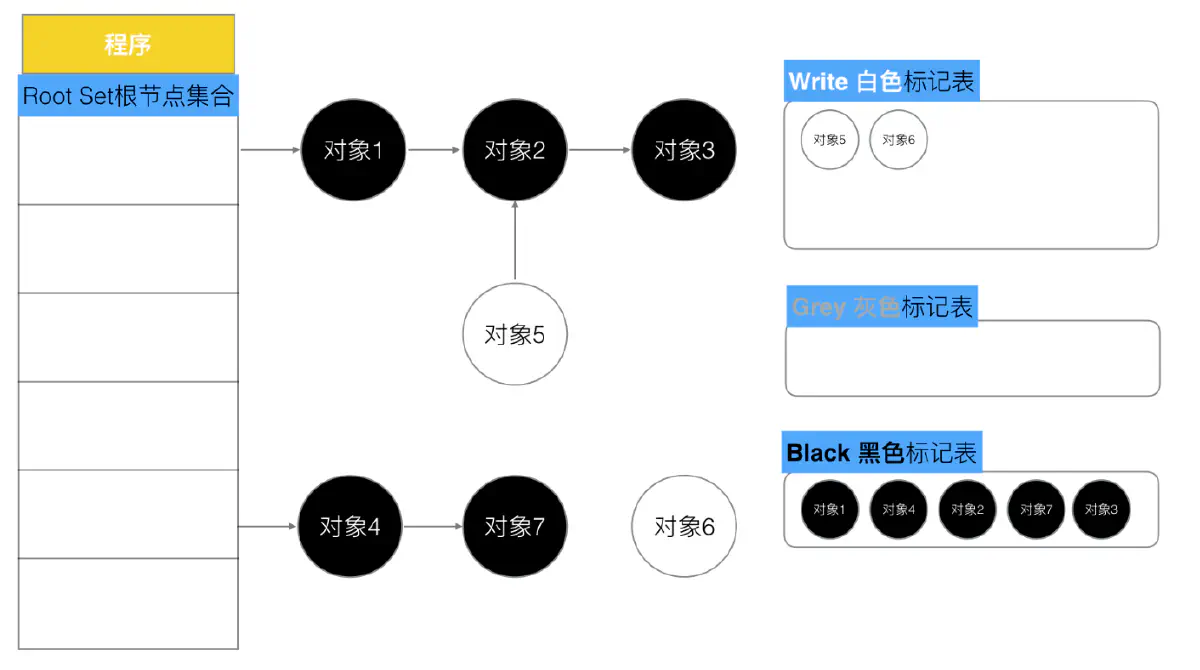 程序
Root Set根节点集合
对象1
对象2
对象3
对象5
对象4
对象7
对象6
Write 白色标记表
对象5
对象6
Grey 灰色标记表
Black 黑色标记表
对象1
对象4
对象2
对象7
对象3